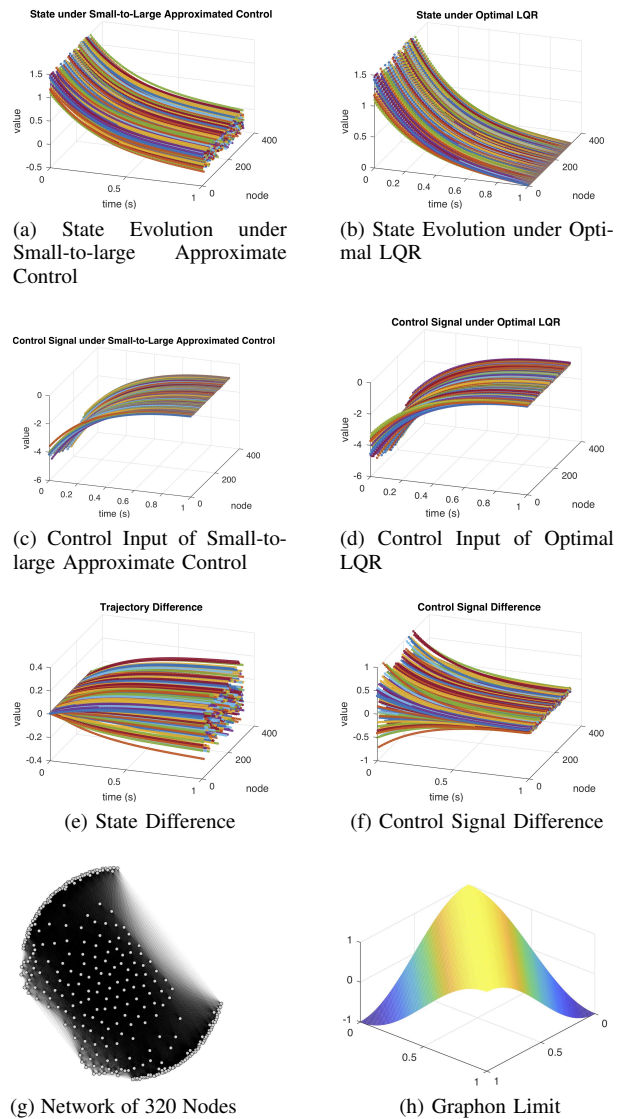 State under Small-to-Large Approximated Control
1.5
1
0.5
0
-0.5
value
0
0.5
1
time (s)
0
200
400
node
(a) State Evolution under
Small-to-large Approximate
Control
State under Optimal LQR
1.5
1
0.5
0
value
0
0.2
0.4
0.6
0.8
1
time (s)
0
200
400
node
(b) State Evolution under Opti-
mal LQR
Control Signal under Small-to-Large Approximated Control
0
-2
-4
-6
value
0
0.2
0.4
0.6
0.8
1
time (s)
0
200
400
node
(c) Control Input of Small-to-
large Approximate Control
Control Signal under Optimal LQR
0
-2
-4
-6
value
0
0.2
0.4
0.6
0.8
1
time (s)
0
200
400
node
(d) Control Input of Optimal
LQR
Trajectory Difference
0.4
0.2
0
-0.2
-0.4
value
0
0.5
1
time (s)
0
200
400
node
(e) State Difference
Control Signal Difference
1
0.5
0
-0.5
-1
value
0
0.5
1
time (s)
0
200
400
node
(f) Control Signal Difference
(g) Network of 320 Nodes
1
0
-1
0
0.5
1
1
0.5
0
(h) Graphon Limit